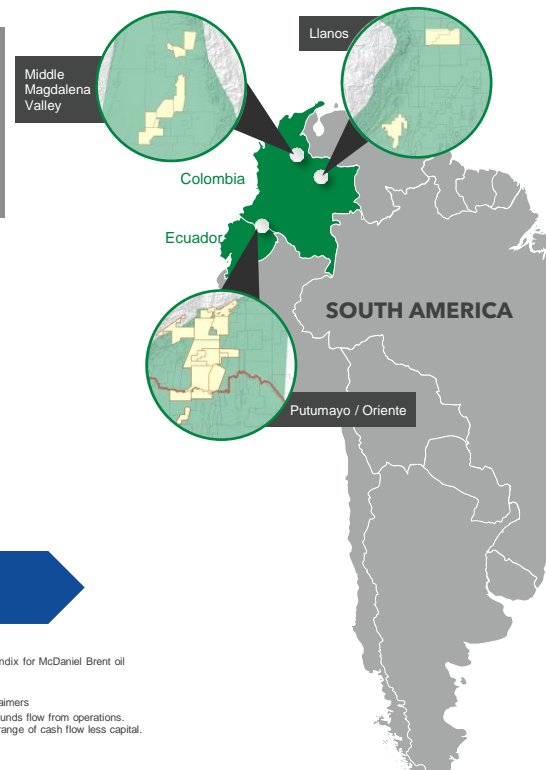 Llanos
Middle
Magdalena
Valley
Colombia
Ecuador
SOUTH AMERICA
Putumayo / Oriente
ndix for McDaniel Brent oil
aimers
unds flow from operations.
range of cash flow less capital.